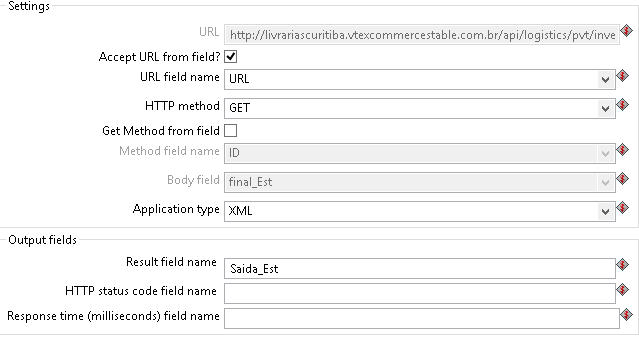 Settings
URL http://livrariascuritiba.vtexcommercestable.com.br/api/logistics/pvt/inve
Accept URL from field?
URL field name URL
HTTP method GET
Get Method from field
Method field name ID
Body field final_Est
Application type XML
Output fields
Result field name Saida_Est
HTTP status code field name
Response time (milliseconds) field name